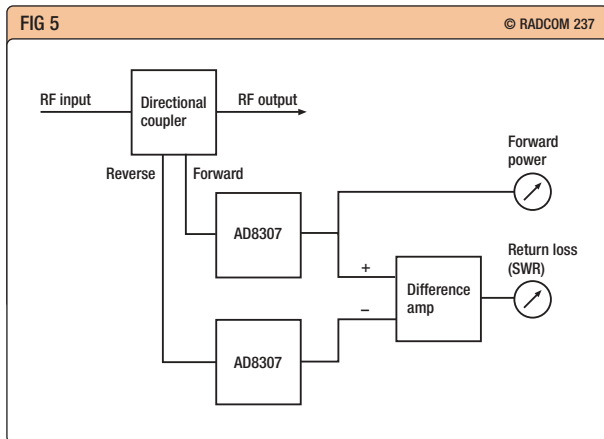 FIG 5
© RADCOM 237
RF input
Directional
coupler
RF output
Reverse
Forward
Forward
power
AD8307
Return loss
(SWR)
+
Difference
amp
–
AD8307